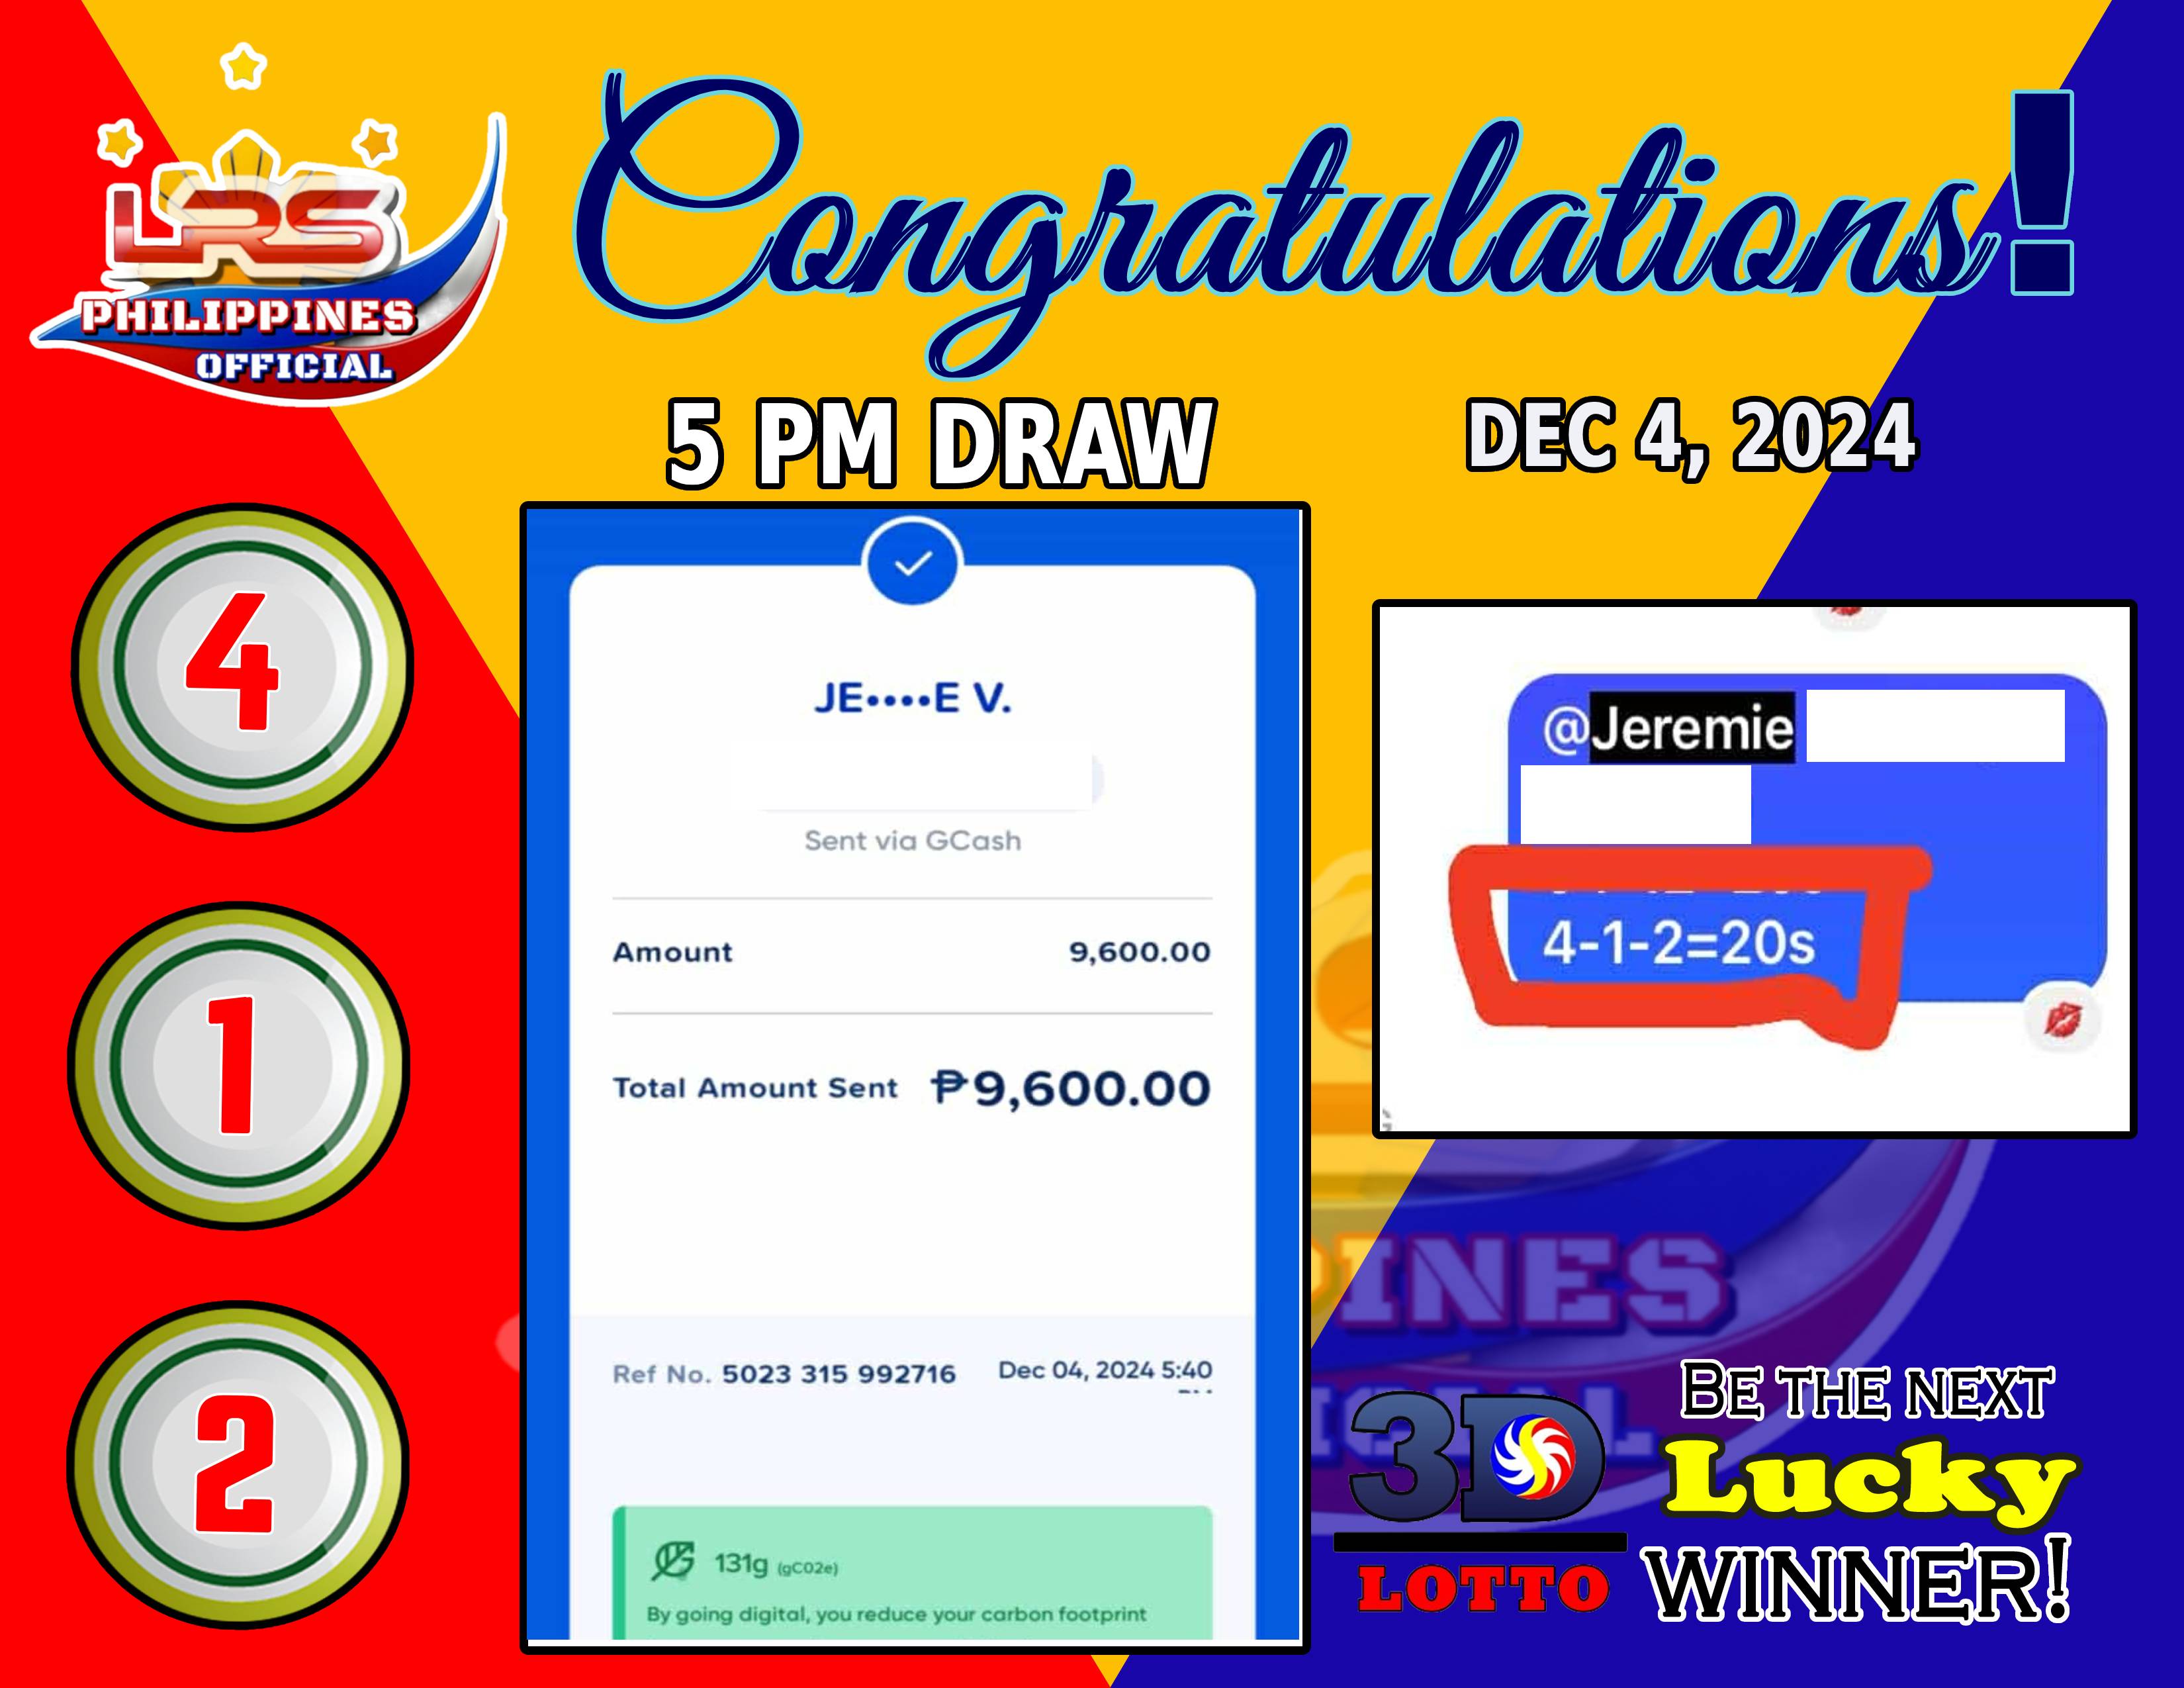 LRS
PHILIPPINES
OFFICIAL
Congratulations!
5 PM DRAW
DEC 4, 2024
4
1
2
JE••••E V.
Sent via GCash
Amount 9,600.00
Total Amount Sent ₱9,600.00
Ref No. 5023 315 992716 Dec 04, 2024 5:40
131g (gC02e)
By going digital, you reduce your carbon footprint
@Jeremie
4-1-2=20s
PINES
3D
LOTTO
BE THE NEXT
Lucky
WINNER!